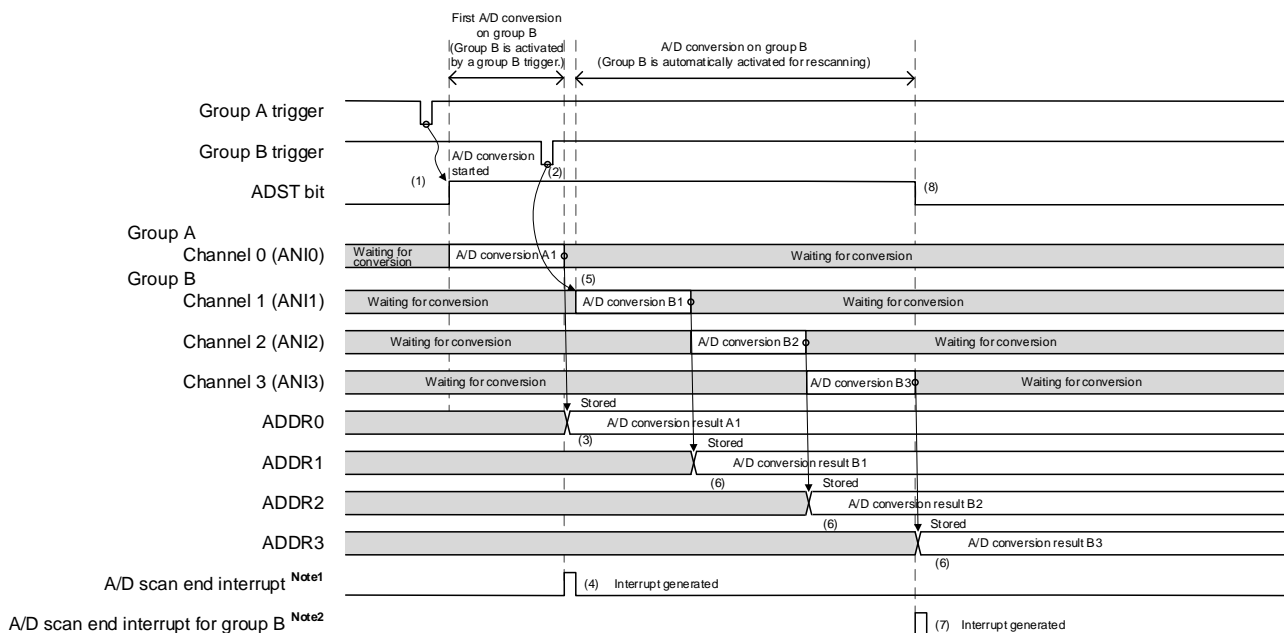 First A/D conversion
on group B
(Group B is activated
by a group B trigger.)
A/D conversion on group B
(Group B is automatically activated for rescanning)
Group A trigger
Group B trigger
A/D conversion
started
(2)
(1)
ADST bit
(8)
Group A
Channel 0 (ANI0)
Waiting for
conversion
A/D conversion A1
Waiting for conversion
Group B
(5)
Channel 1 (ANI1)
Waiting for conversion
A/D conversion B1
Waiting for conversion
Channel 2 (ANI2)
Waiting for conversion
A/D conversion B2
Waiting for conversion
Channel 3 (ANI3)
Waiting for conversion
A/D conversion B3
Waiting for conversion
Stored
ADDR0
A/D conversion result A1
(3)
Stored
ADDR1
A/D conversion result B1
(6)
Stored
ADDR2
A/D conversion result B2
(6)
Stored
ADDR3
A/D conversion result B3
(6)
A/D scan end interrupt Note1
(4) Interrupt generated
A/D scan end interrupt for group B Note2
(7) Interrupt generated